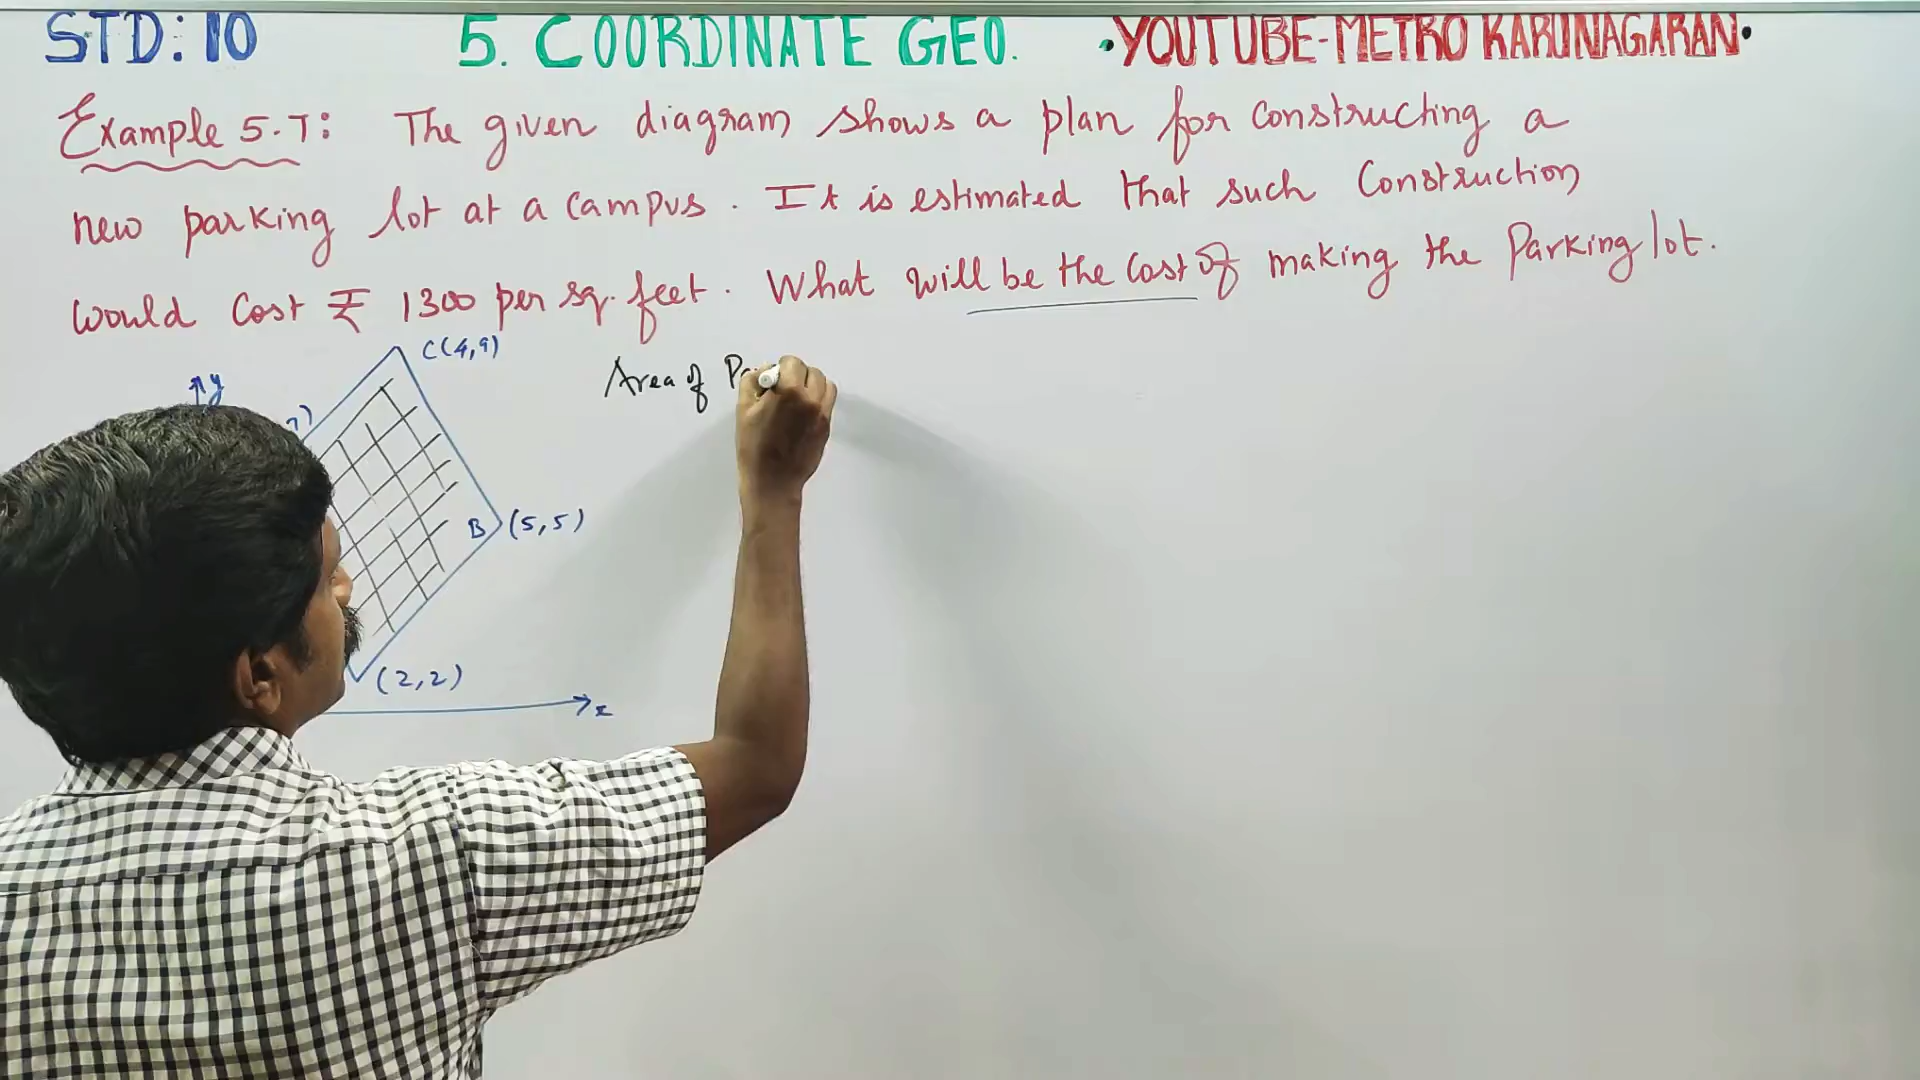 STD: 10 5. COORDINATE GEO. •YOUTUBE-METRO KARUNAGARAN•
Example 5.7: The given diagram shows a plan for constructing a
new parking lot at a campus. It is estimated that such Construction
would Cost ₹ 1300 per sq. feet. What will be the Cost of making the Parking lot.
C(4,9)
Area of
y
B (5,5)
(2,2)
x